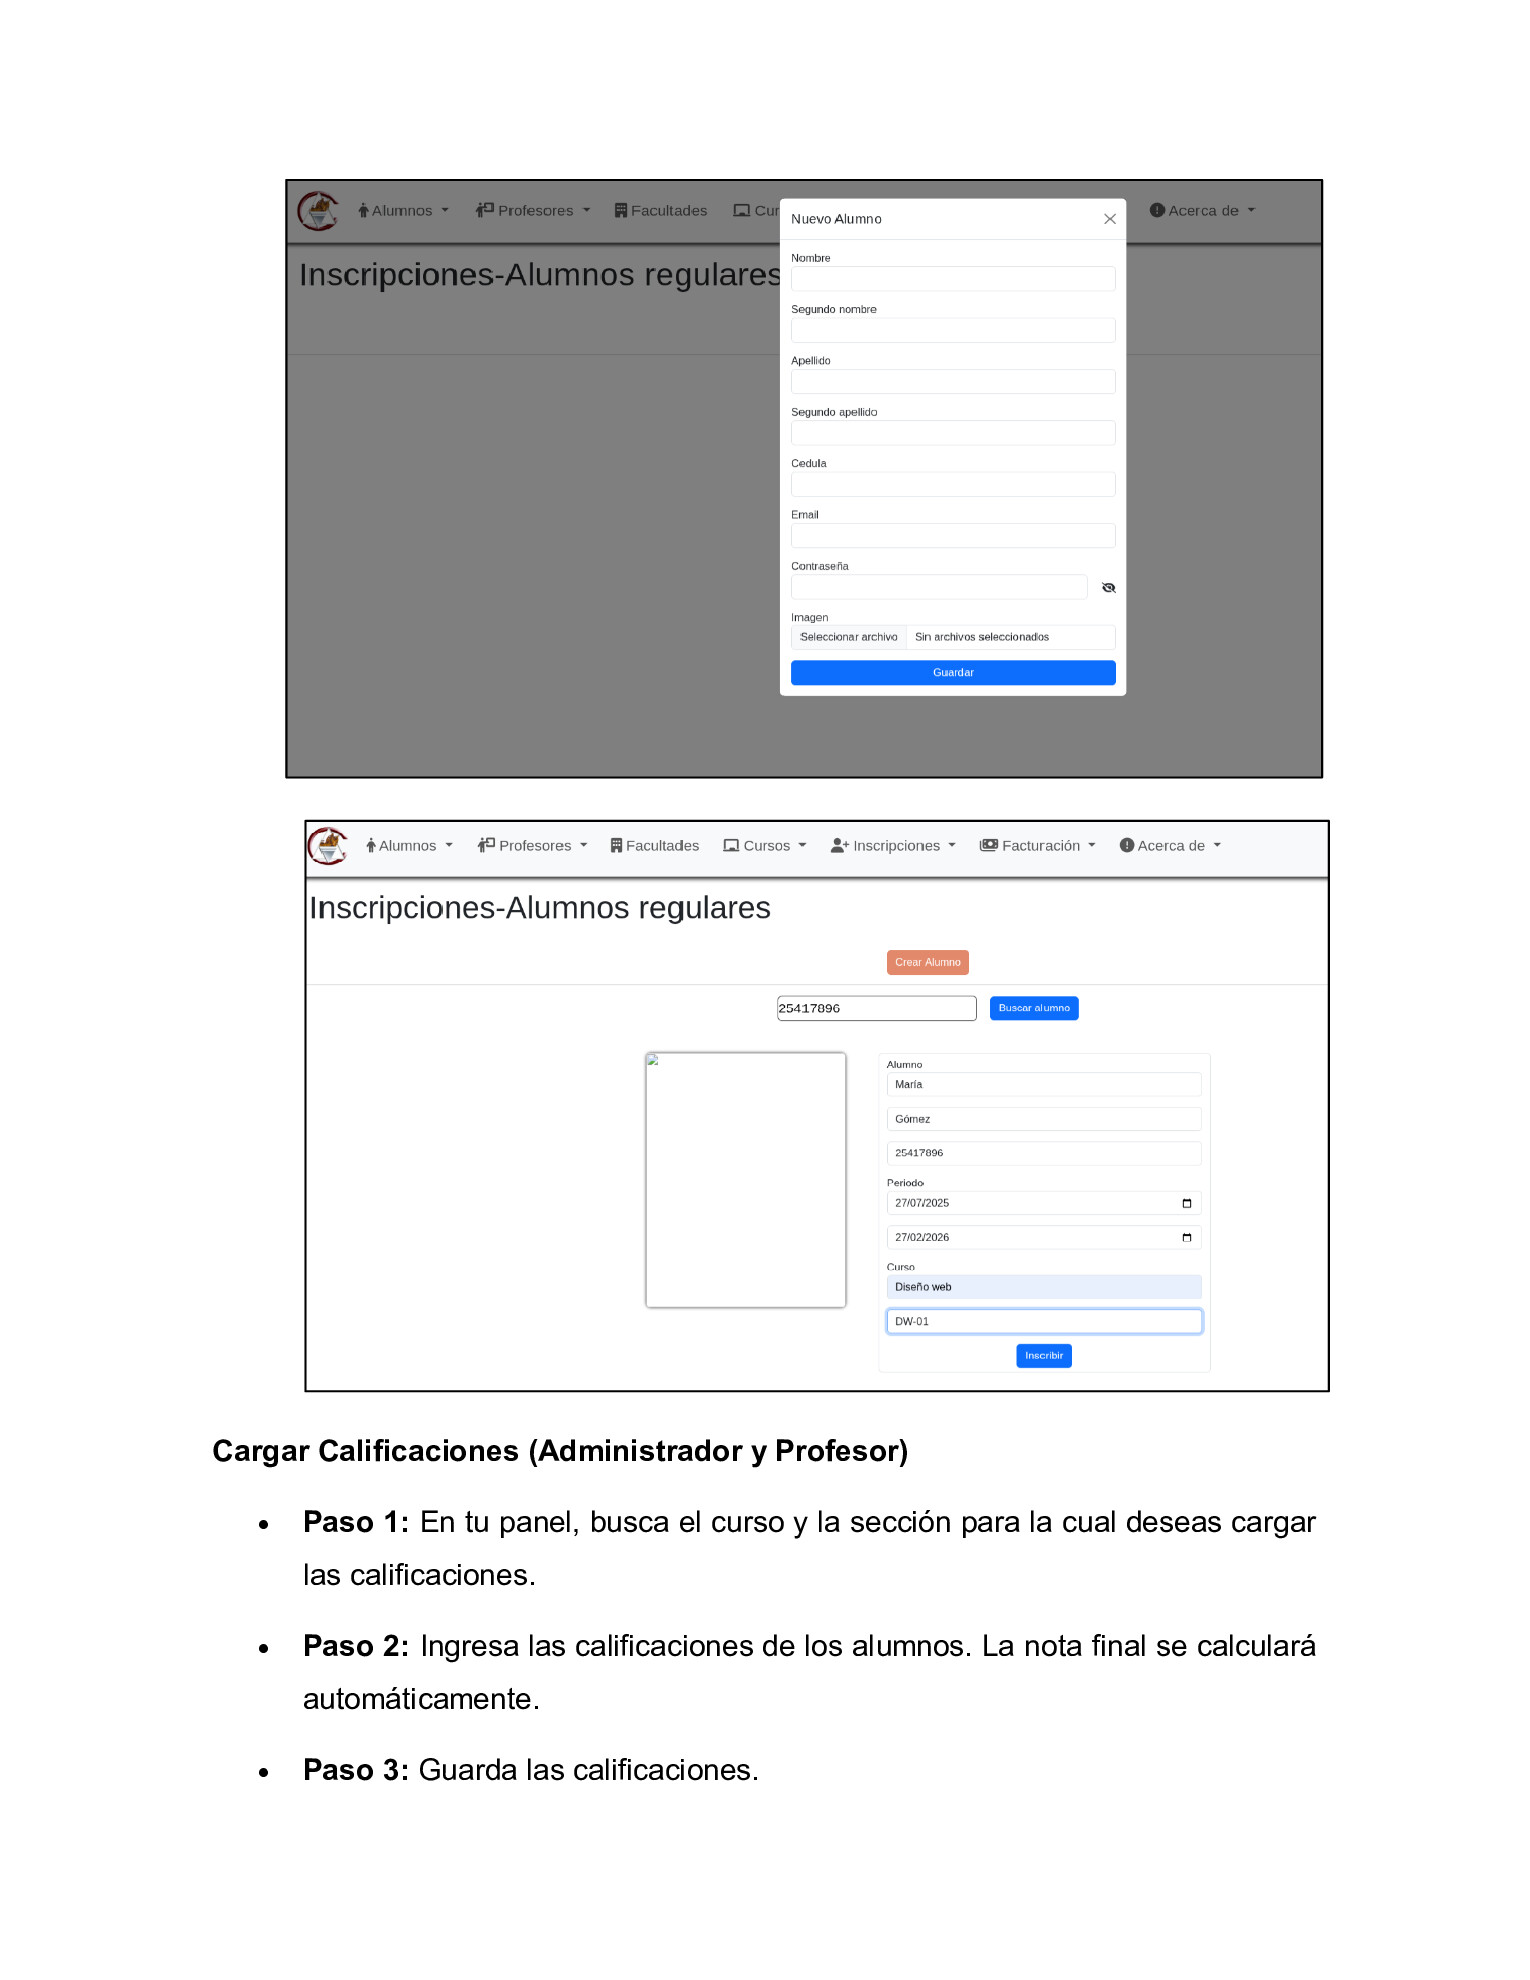 Alumnos
Profesores
Facultades
Cur
Acerca de
Inscripciones-Alumnos regulares
Nuevo Alumno
Nombre
Segundo nombre
Apellido
Segundo apellido
Cedula
Email
Contraseña
Imagen
Seleccionar archivo Sin archivos seleccionados
Guardar
Alumnos Profesores Facultades Cursos Inscripciones Facturación Acerca de
Inscripciones-Alumnos regulares
Crear Alumno
25417896 Buscar alumno
Alumno
María
Gómez
25417896
Periodo
27/07/2025
27/02/2026
Curso
Diseño web
DW-01
Inscribir
Cargar Calificaciones (Administrador y Profesor)
• Paso 1: En tu panel, busca el curso y la sección para la cual deseas cargar
las calificaciones.
• Paso 2: Ingresa las calificaciones de los alumnos. La nota final se calculará
automáticamente.
• Paso 3: Guarda las calificaciones.